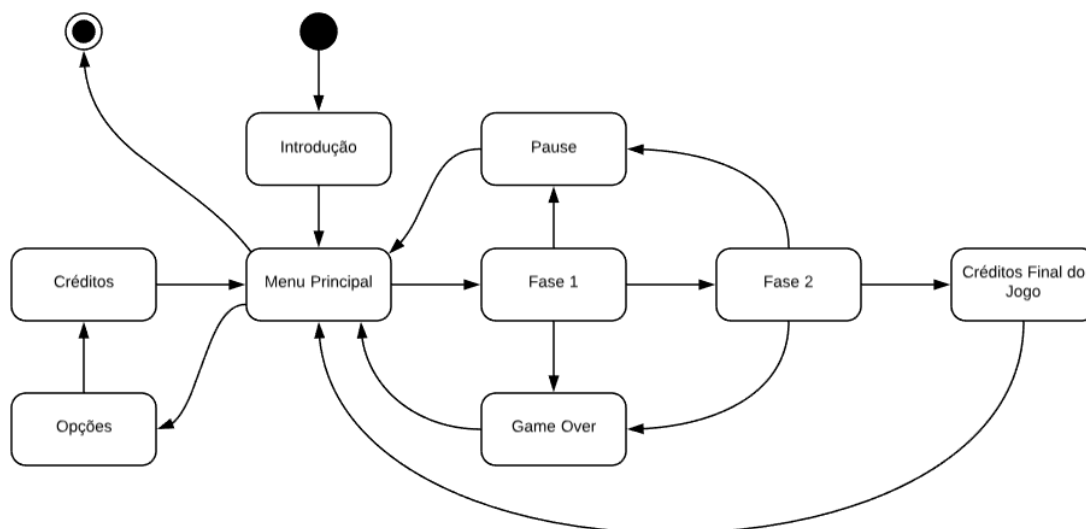 Introdução
Pause
Créditos
Menu Principal
Fase 1
Fase 2
Créditos Final do
Jogo
Opções
Game Over